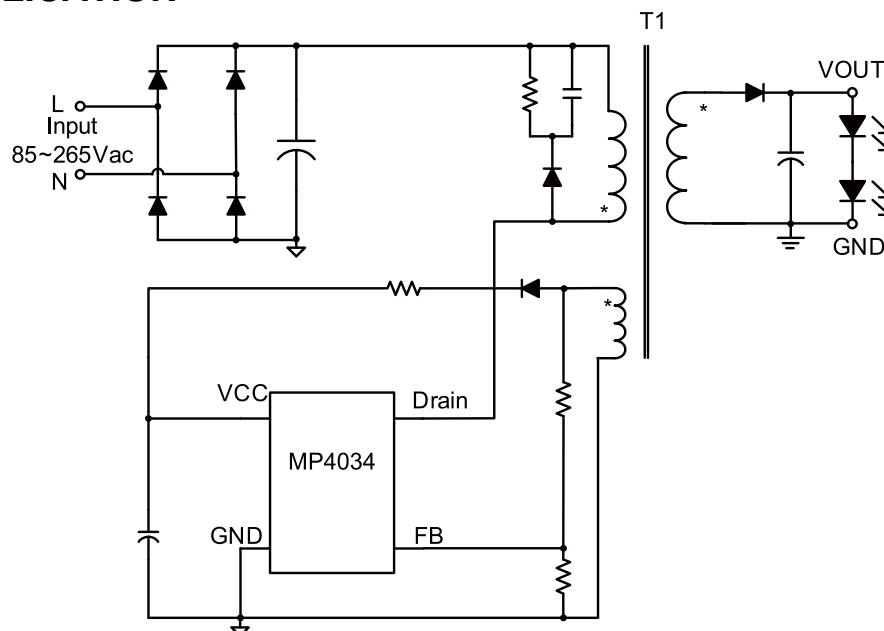 T1
VOUT
L
Input
85~265Vac
N
*
*
GND
*
VCC
Drain
MP4034
GND
FB